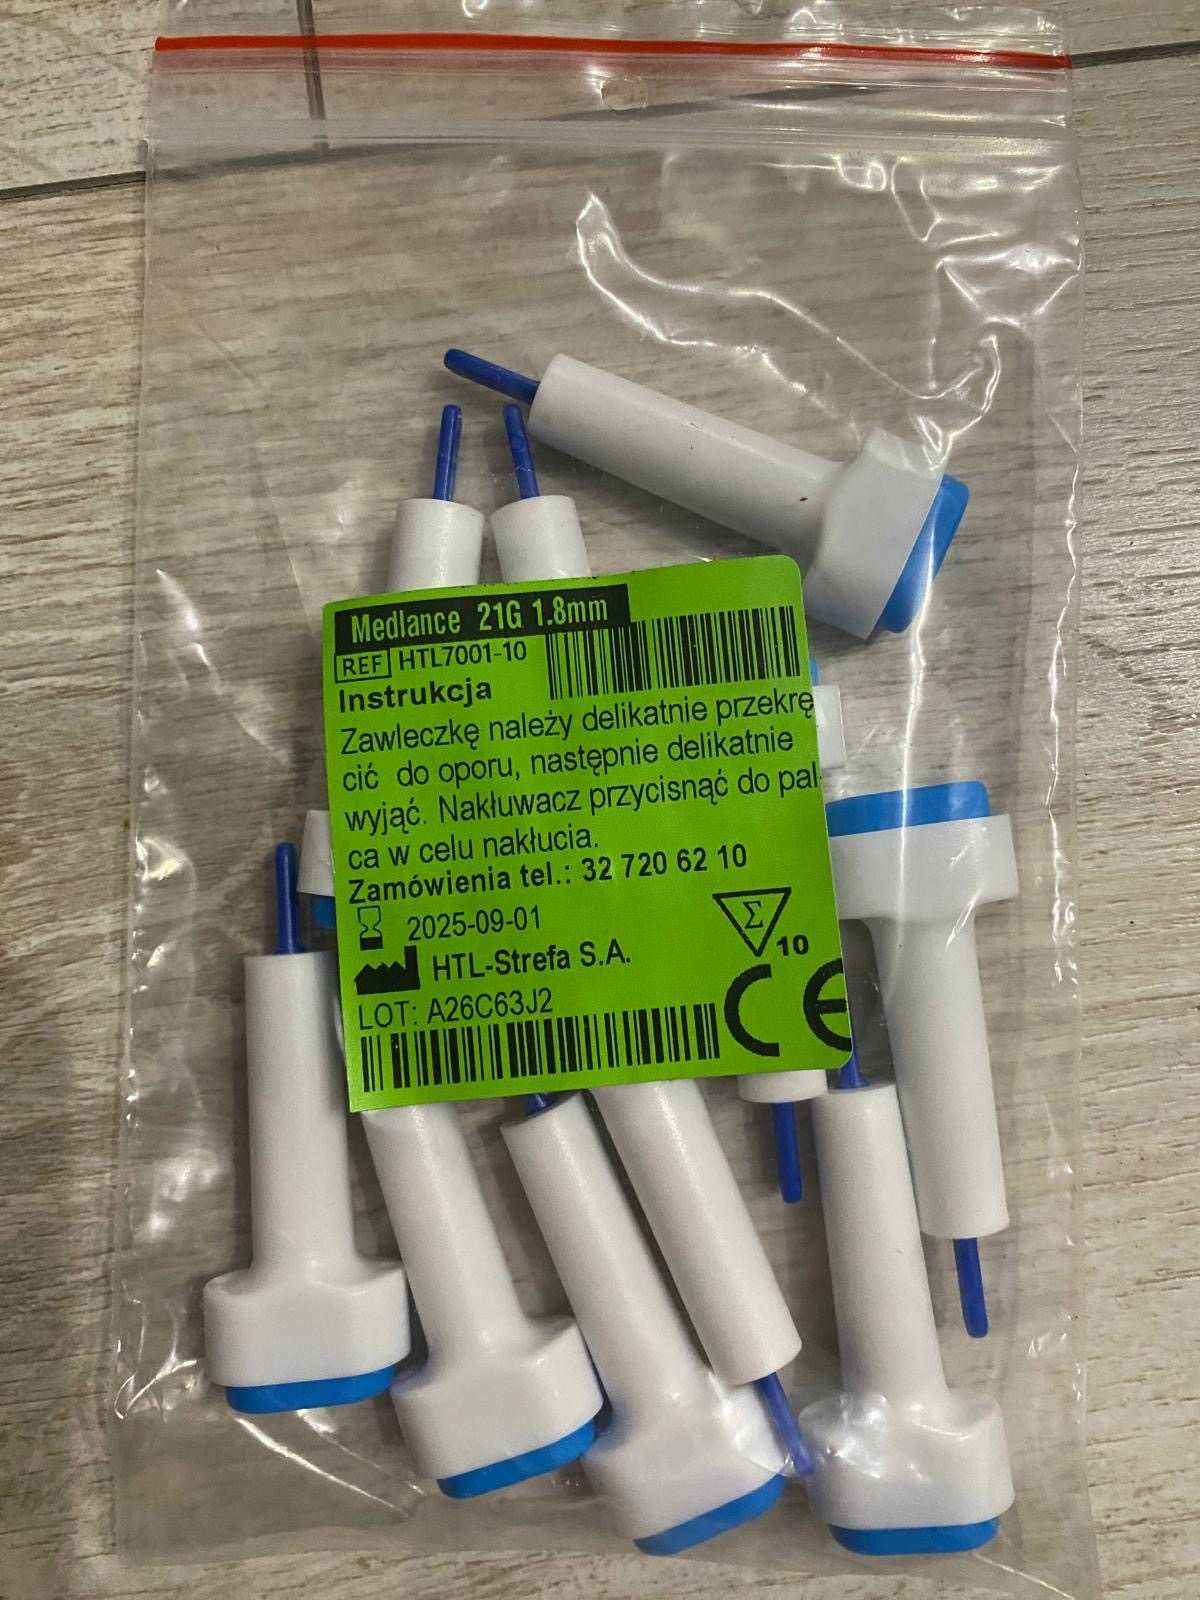 Medlance 21G 1.8mm
REF HTL7001-10
Instrukcja
Zawleczkę należy delikatnie przekrę
cić do oporu, następnie delikatnie
wyjąć. Nakłuwacz przycisnąć do pal-
ca w celu nakłucia.
Zamówienia tel.: 32 720 62 10
2025-09-01
Σ 10
HTL-Strefa S.A.
LOT: A26C63J2
CE